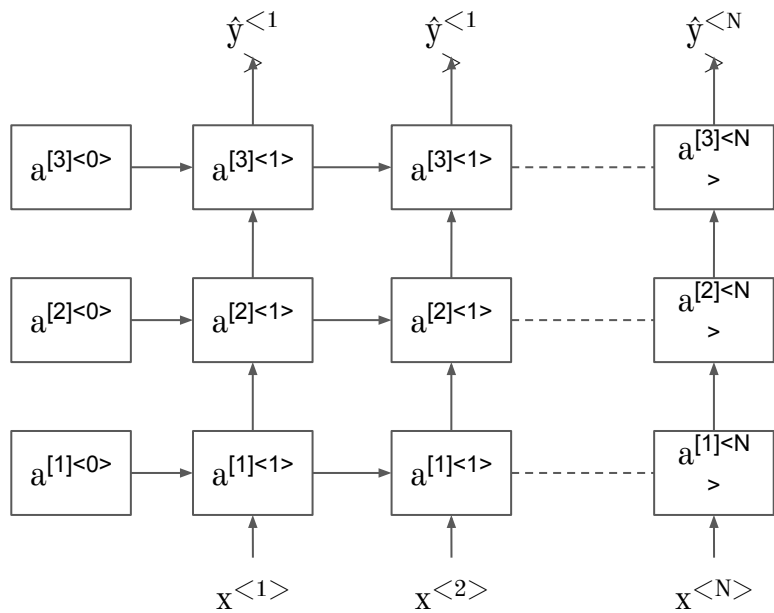 ŷ<1 ŷ<1 ŷ<N
> > >
a[3]<0> a[3]<1> a[3]<1> a[3]<N
>
a[2]<0> a[2]<1> a[2]<1> a[2]<N
>
a[1]<0> a[1]<1> a[1]<1> a[1]<N
>
x<1> x<2> x<N>